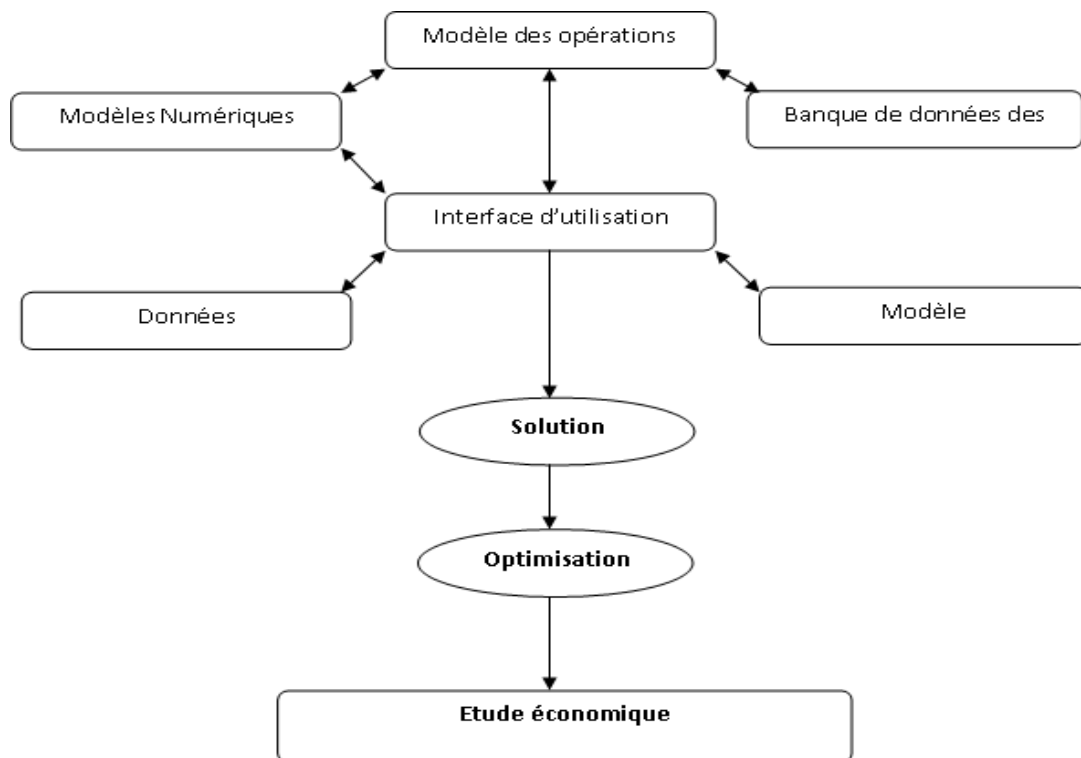 Modèle des opérations
Modèles Numériques
Banque de données des
Interface d’utilisation
Données
Modèle
Solution
Optimisation
Etude économique